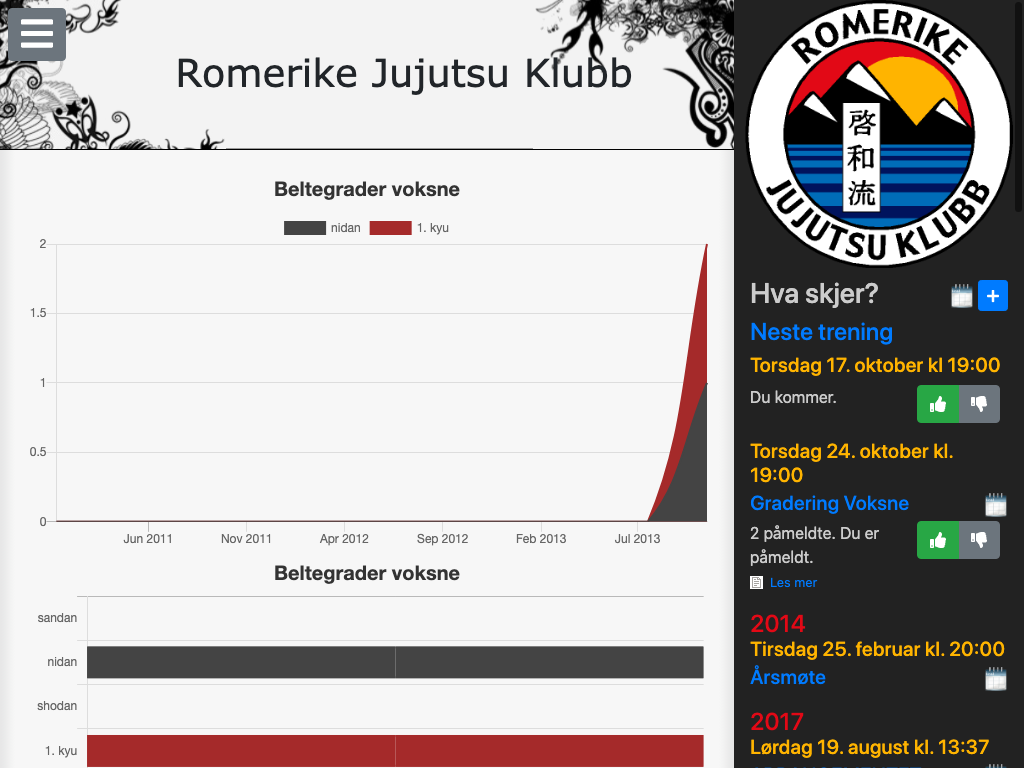 Romerike Jujutsu Klubb
Beltegrader voksne
nidan
1. kyu
2
1.5
1
0.5
0
Jun 2011
Nov 2011
Apr 2012
Sep 2012
Feb 2013
Jul 2013
Beltegrader voksne
sandan
nidan
shodan
1. kyu
ROMERIKE
啓和流
JUJUTSU KLUBB
Hva skjer?
+
Neste trening
Torsdag 17. oktober kl 19:00
Du kommer.
Torsdag 24. oktober kl.
19:00
Gradering Voksne
2 påmeldte. Du er
påmeldt.
Les mer
2014
Tirsdag 25. februar kl. 20:00
Årsmøte
2017
Lørdag 19. august kl. 13:37